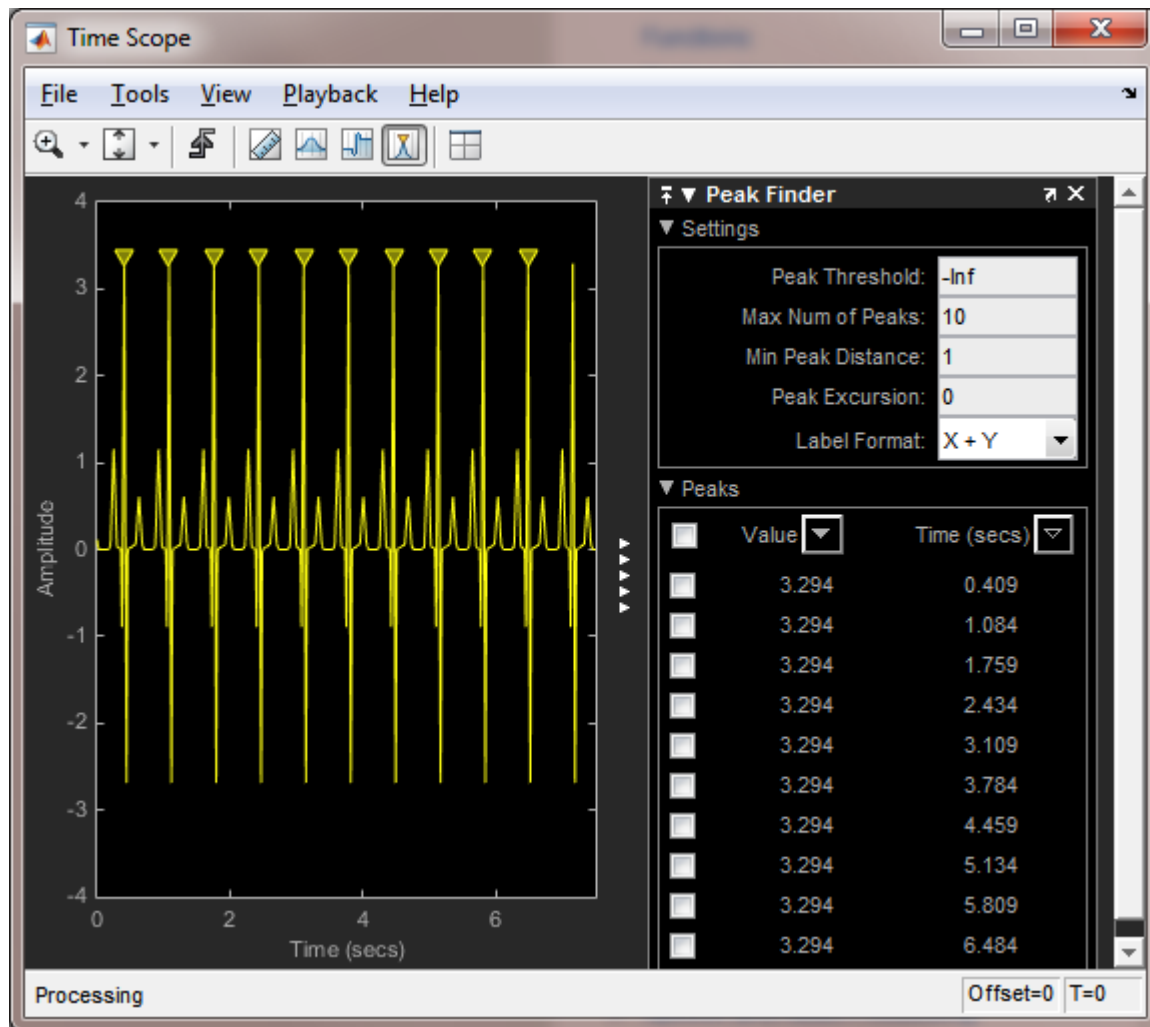 Time Scope
Functions
File Tools View Playback Help
Peak Finder
Settings
Peak Threshold: -Inf
Max Num of Peaks: 10
Min Peak Distance: 1
Peak Excursion: 0
Label Format: X + Y
Peaks
Value Time (secs)
3.294 0.409
3.294 1.084
3.294 1.759
3.294 2.434
3.294 3.109
3.294 3.784
3.294 4.459
3.294 5.134
3.294 5.809
3.294 6.484
4
3
2
1
0
-1
-2
-3
-4
Amplitude
0 2 4 6
Time (secs)
Processing
Offset=0 T=0